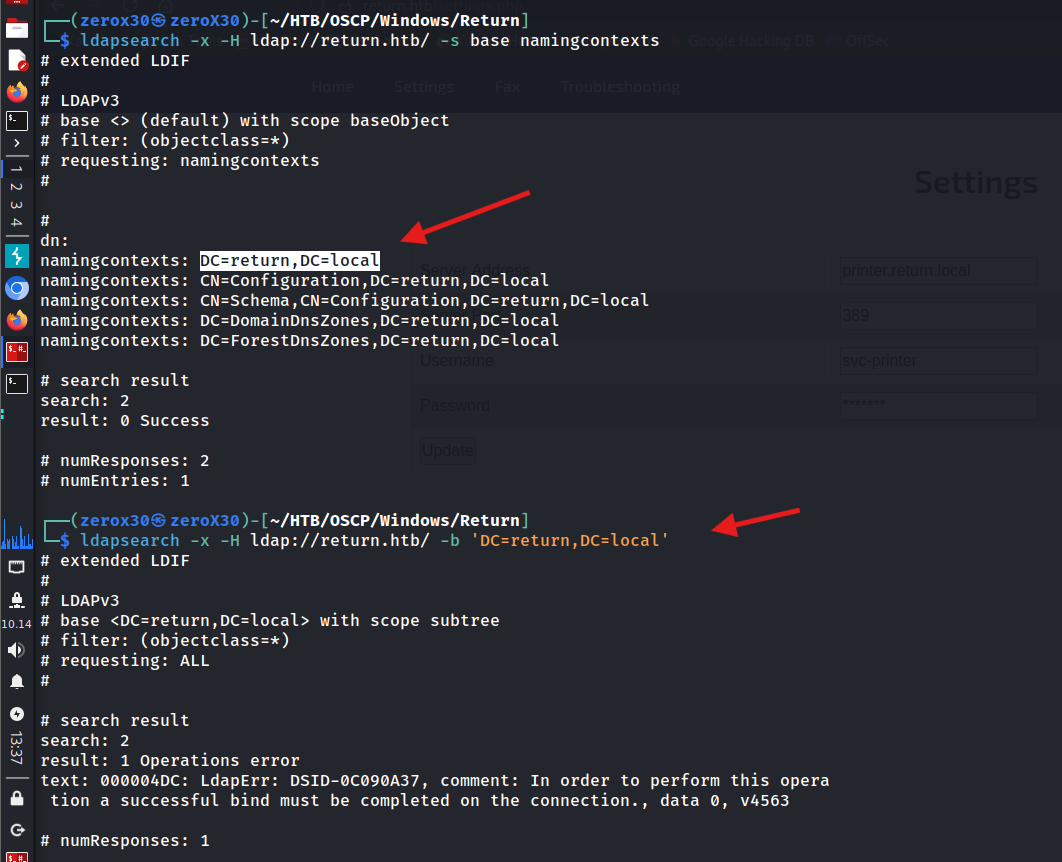 return.htb/settings.php
┌──(zerox30㉿zeroX30)-[~/HTB/OSCP/Windows/Return]
└─$ ldapsearch -x -H ldap://return.htb/ -s base namingcontexts
Google Hacking DB OffSec
# extended LDIF
#
Home Settings Fax Troubleshooting
# LDAPv3
# base <> (default) with scope baseObject
# filter: (objectclass=*)
# requesting: namingcontexts
#
Settings
#
dn:
namingcontexts: DC=return,DC=local
Server Address printer.return.local
namingcontexts: CN=Configuration,DC=return,DC=local
namingcontexts: CN=Schema,CN=Configuration,DC=return,DC=local
389
namingcontexts: DC=DomainDnsZones,DC=return,DC=local
namingcontexts: DC=ForestDnsZones,DC=return,DC=local
Username svc-printer
# search result
search: 2
Password *******
result: 0 Success
Update
# numResponses: 2
# numEntries: 1
┌──(zerox30㉿zeroX30)-[~/HTB/OSCP/Windows/Return]
└─$ ldapsearch -x -H ldap://return.htb/ -b 'DC=return,DC=local'
# extended LDIF
#
# LDAPv3
# base <DC=return,DC=local> with scope subtree
# filter: (objectclass=*)
# requesting: ALL
#
# search result
search: 2
result: 1 Operations error
text: 000004DC: LdapErr: DSID-0C090A37, comment: In order to perform this opera
 tion a successful bind must be completed on the connection., data 0, v4563
# numResponses: 1
1
2
3
4
10.14
13:37